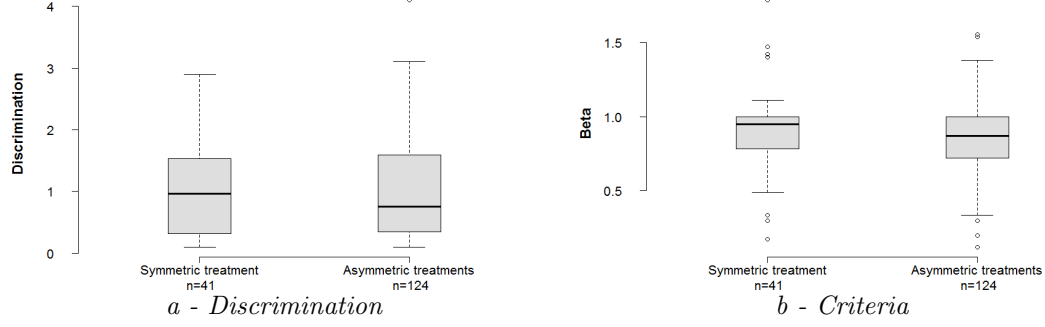 4
3
2
1
0
Discrimination
Symmetric treatment
n=41
Asymmetric treatments
n=124
a - Discrimination
1.5
1.0
0.5
Beta
Symmetric treatment
n=41
Asymmetric treatments
n=124
b - Criteria